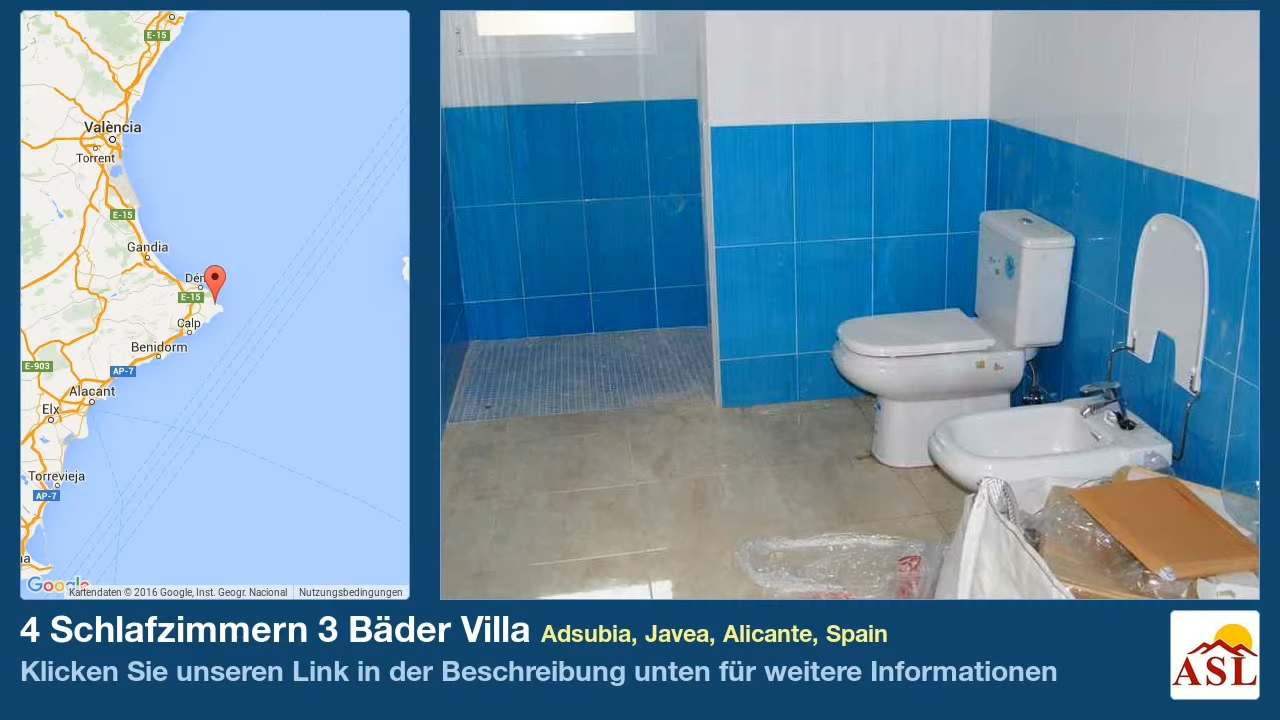 E-15
València
Torrent
E-15
Gandia
Dén
E-15
Calp
Benidorm
E-903
AP-7
Alacant
Elx
Torrevieja
AP-7
ia
Google
Kartendaten © 2016 Google, Inst. Geogr. Nacional Nutzungsbedingungen
4 Schlafzimmern 3 Bäder Villa Adsubia, Javea, Alicante, Spain
Klicken Sie unseren Link in der Beschreibung unten für weitere Informationen
ASL